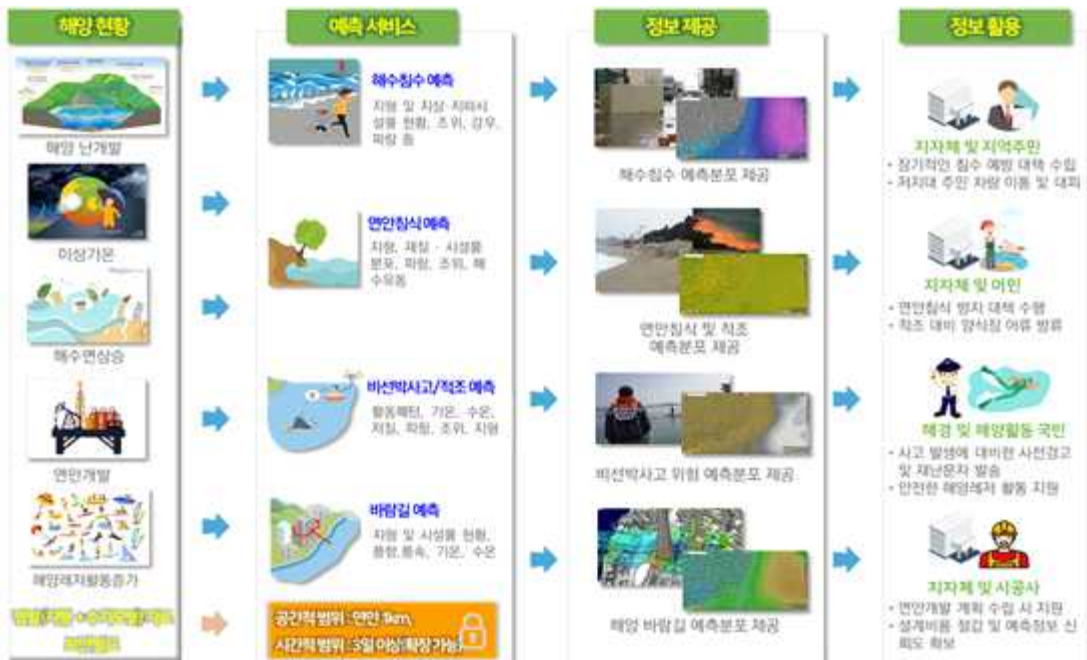 해양 현황
해양 난개발
이상기온
해수면상승
연안개발
해양레저활동증가
예측 서비스
해수침수 예측
지형 및 지상·지하시
설물 현황, 조위, 강우,
파랑 등
연안침식 예측
지형, 재질 · 시설물
분포, 파랑, 조위, 해
수유동
비선박사고/적조 예측
활동패턴, 기온, 수온,
저질, 파랑, 조위, 지형
바람길 예측
지형 및 시설물 현황,
풍향,풍속, 기온, 수온
공간적 범위 : 연안 1km,
시간적 범위 : 3일 이상(확장가능)
정보 제공
해수침수 예측분포 제공
연안침식 및 적조
예측분포 제공
비선박사고 위험 예측분포 제공
해양 바람길 예측분포 제공
정보 활용
지자체 및 지역주민
• 장기적인 침수 예방 대책 수립
• 저지대 주민 차량 이동 및 대피
지자체 및 어민
• 연안침식 방지 대책 수행
• 적조 대비 양식장 어류 방류
해경 및 해양활동 국민
• 사고 발생에 대비한 사전경고
및 재난문자 발송
• 안전한 해양레저 활동 지원
지자체 및 시공사
• 연안개발 계획 수립 시 지원
• 설계비용 절감 및 예측정보 신
뢰도 확보